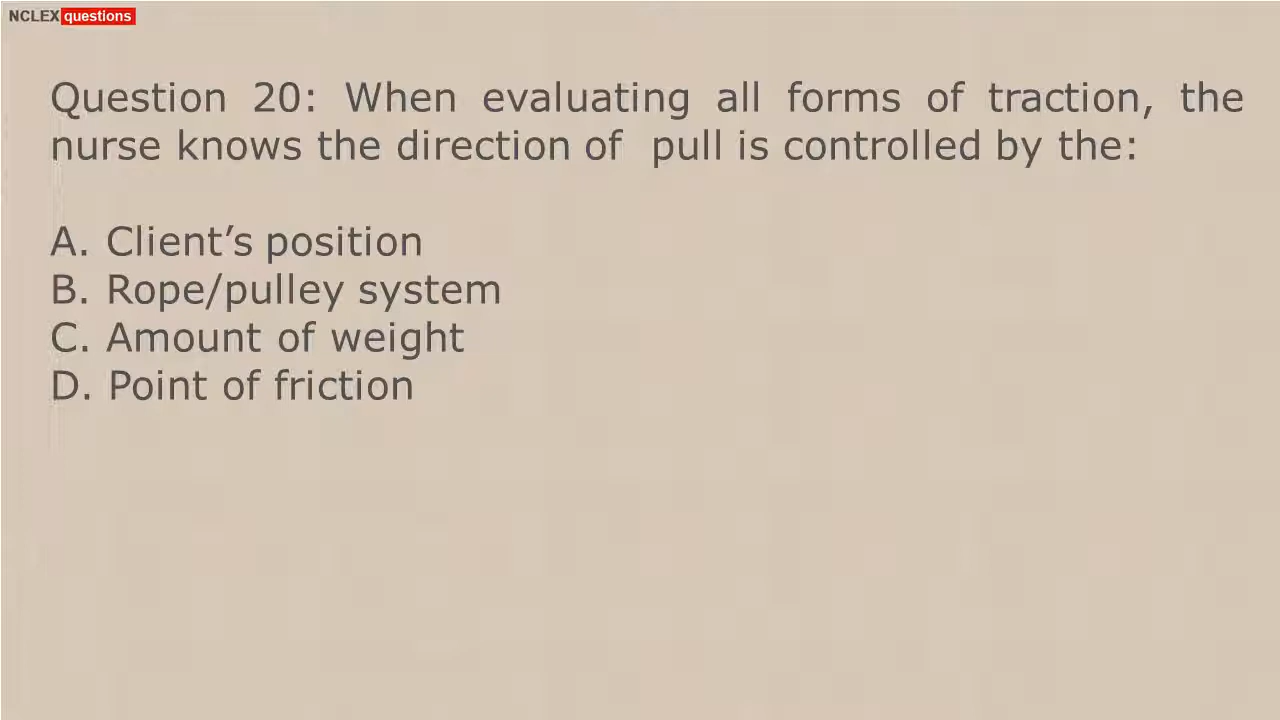 NCLEX questions
Question 20: When evaluating all forms of traction, the
nurse knows the direction of pull is controlled by the:
A. Client’s position
B. Rope/pulley system
C. Amount of weight
D. Point of friction